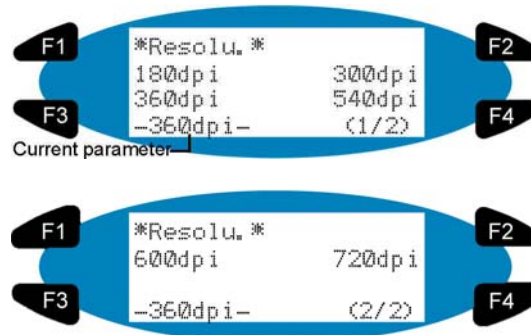 F1 F2
*Resolu.*
180dpi 300dpi
360dpi 540dpi
F3 F4
-360dpi- (1/2)
Current parameter
F1 F2
*Resolu.*
600dpi 720dpi
F3 F4
-360dpi- (2/2)